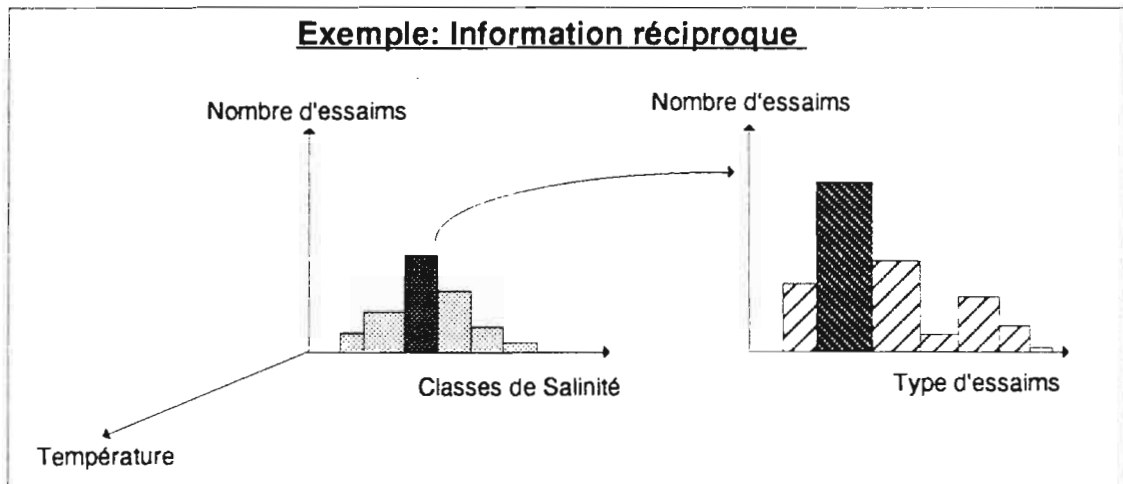 Exemple: Information réciproque
Nombre d'essaims
Nombre d'essaims
Classes de Salinité
Type d'essaims
Température